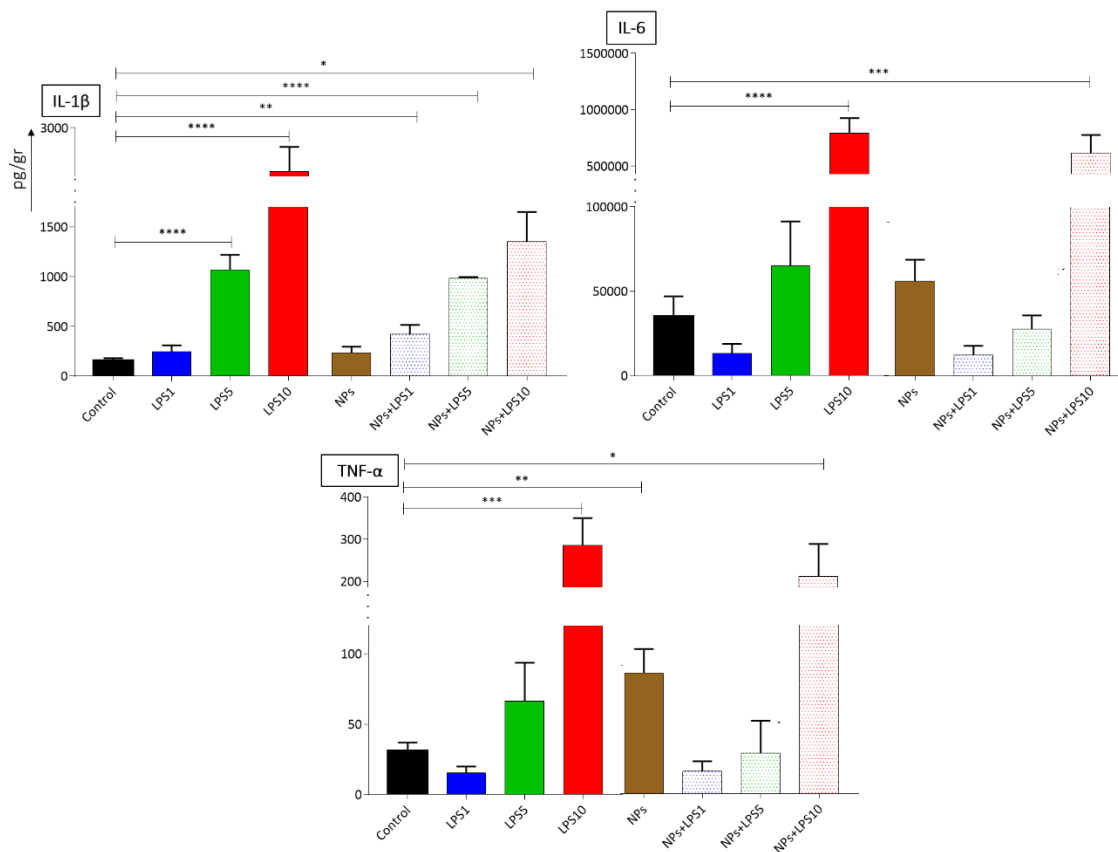 IL-1β
pg/gr
*
****
**
****
****
3000
1500
1000
500
0
Control
LPS1
LPS5
LPS10
NPs
NPs+LPS1
NPs+LPS5
NPs+LPS10
IL-6
***
****
1500000
1000000
500000
100000
50000
0
Control
LPS1
LPS5
LPS10
NPs
NPs+LPS1
NPs+LPS5
NPs+LPS10
TNF-α
*
**
***
400
300
200
100
50
0
Control
LPS1
LPS5
LPS10
NPs
NPs+LPS1
NPs+LPS5
NPs+LPS10